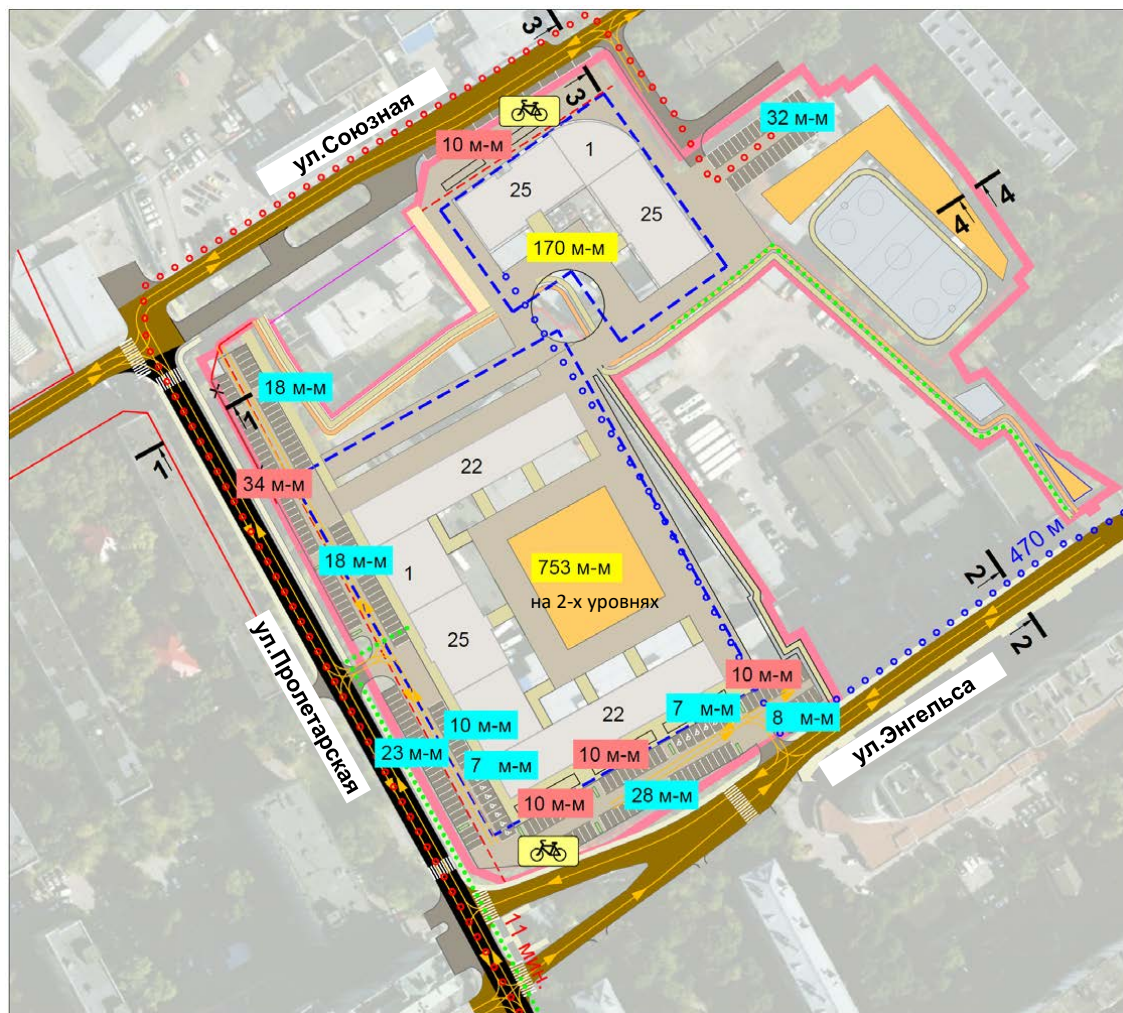 3
ул.Союзная
3
10 м-м
32 м-м
1
25
25
4
4
170 м-м
18 м-м
1
1
34 м-м
22
18 м-м
753 м-м
на 2-х уровнях
1
25
470 м
2
2
ул.Пролетарская
10 м-м
7 м-м
8 м-м
22
10 м-м
23 м-м
7 м-м
10 м-м
28 м-м
10 м-м
ул.Энгельса
11 мин.